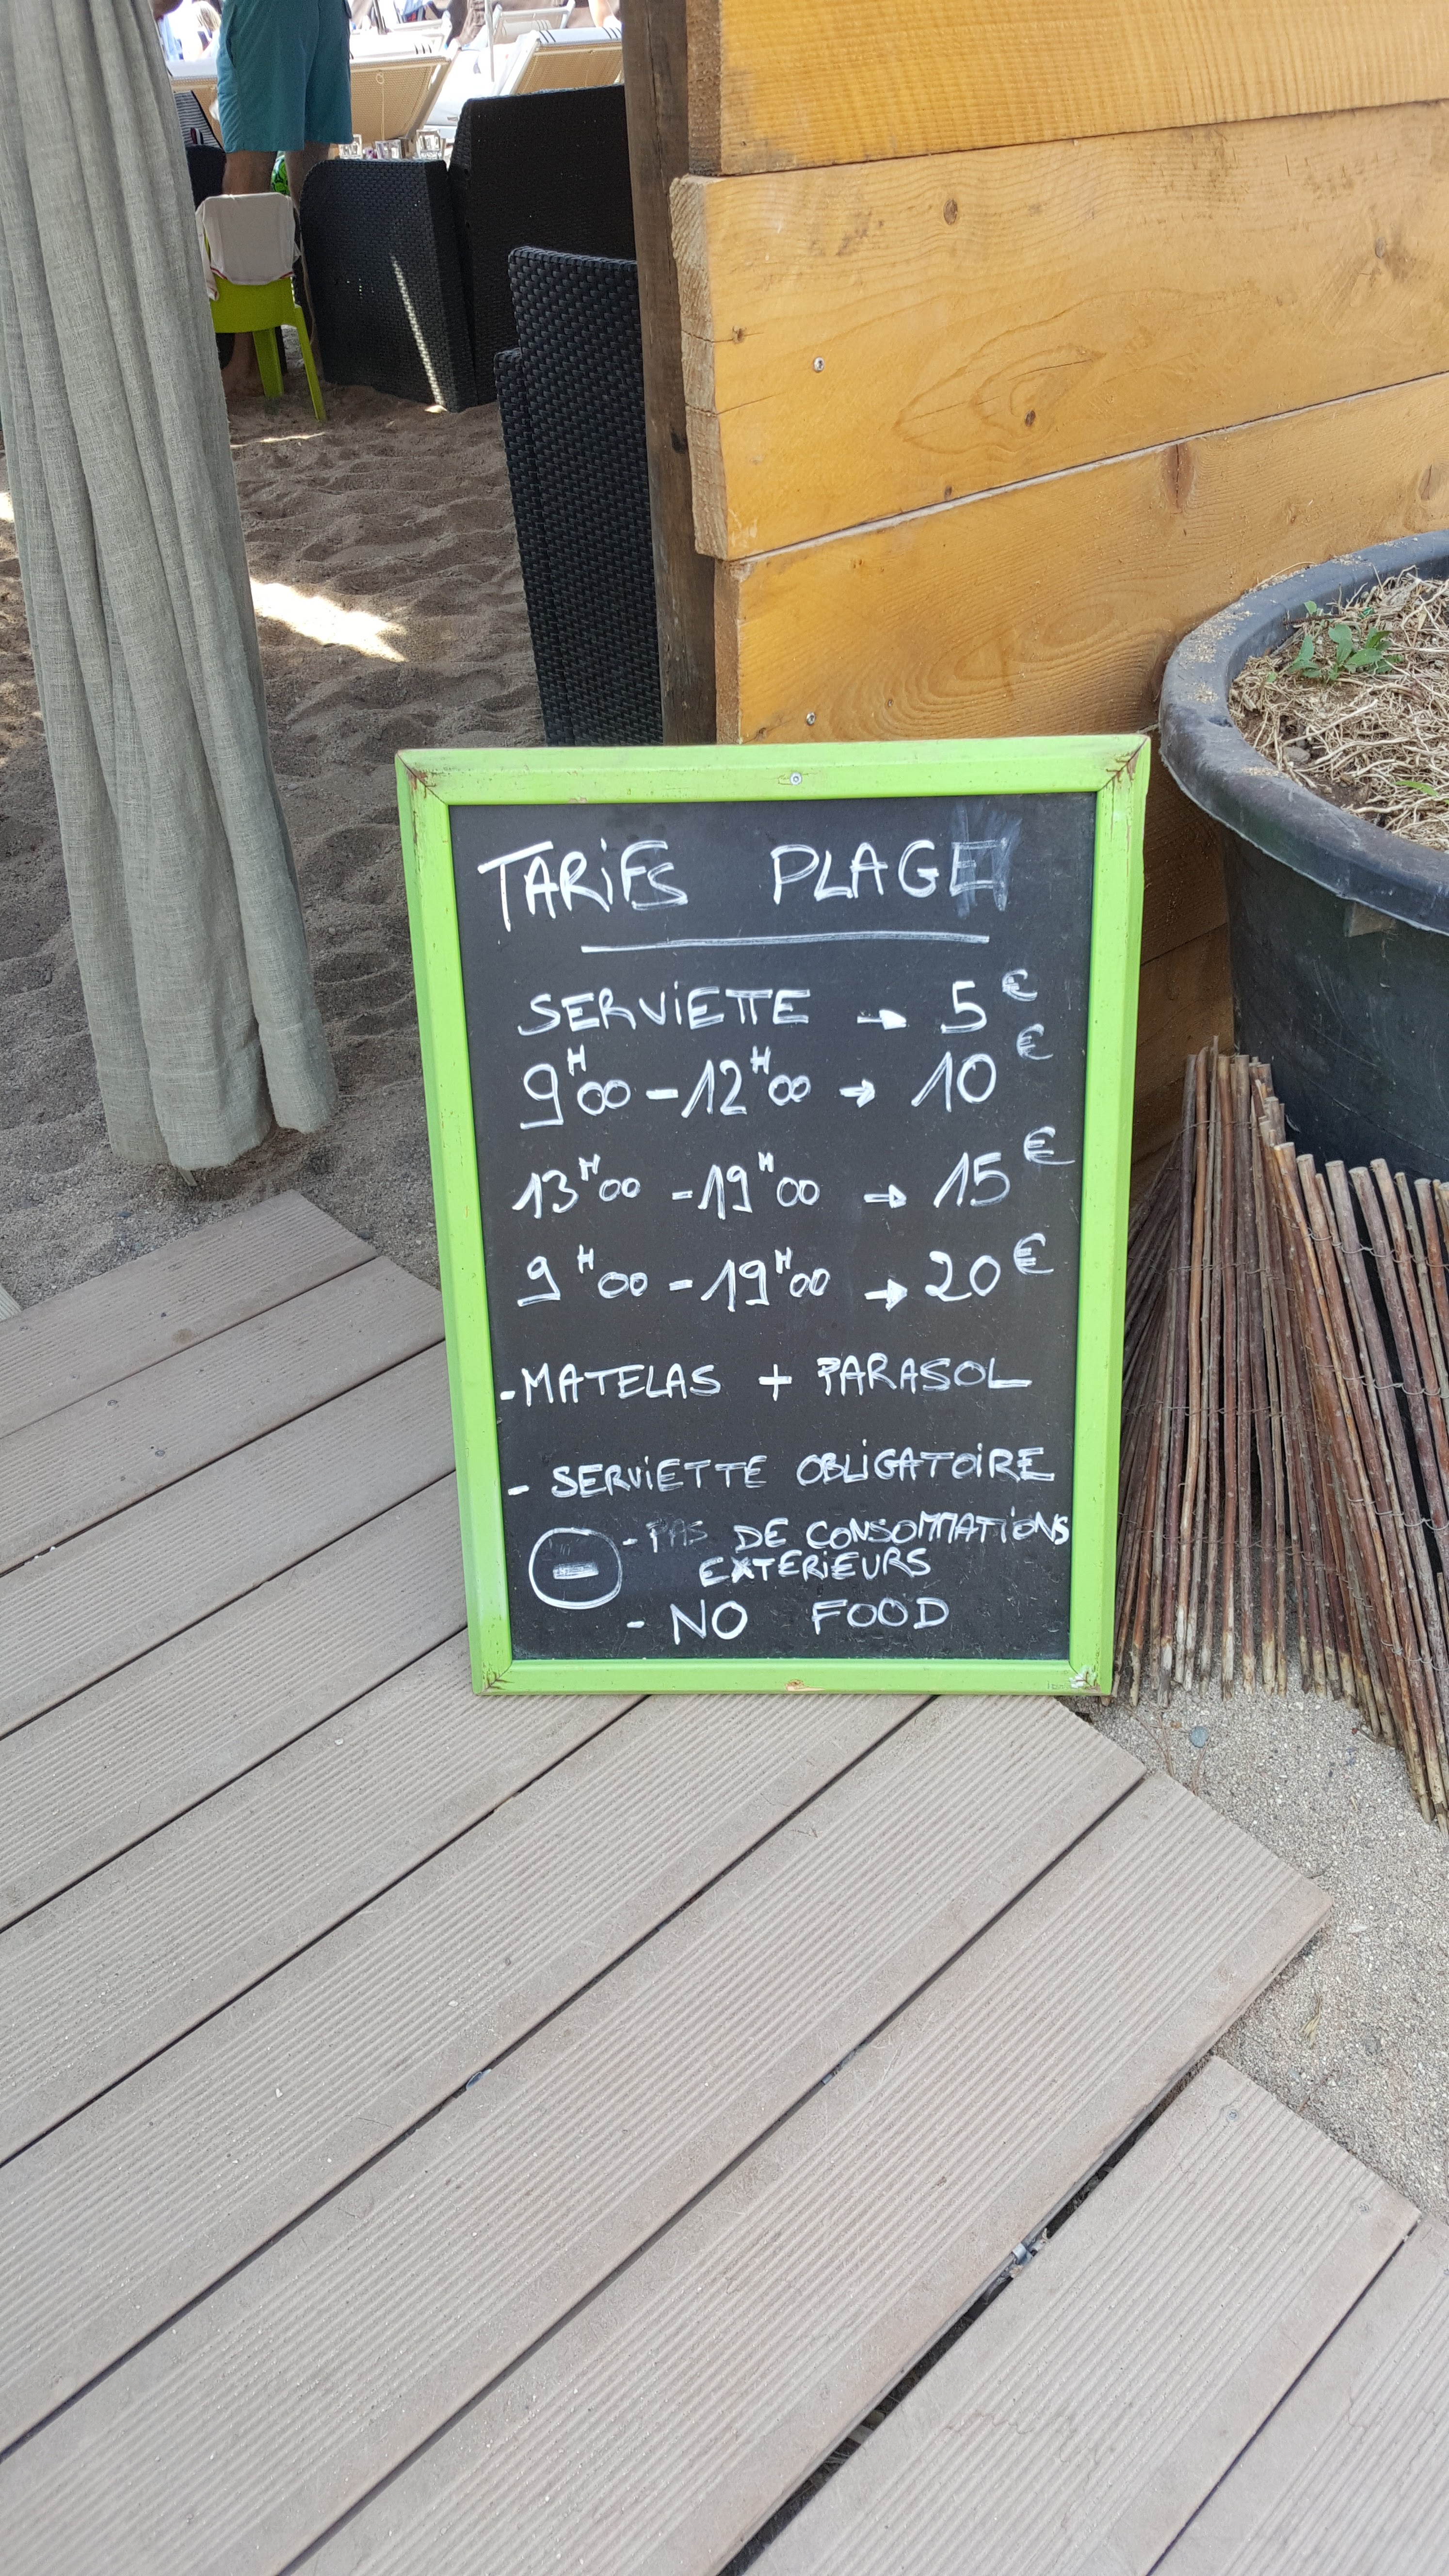 TARiFS PLAGE
SERViETTE → 5€
9H00 - 12H00 → 10€
13H00 - 19H00 → 15€
9H00 - 19H00 → 20€
- MATELAS + PARASOL
- SERViETTE OBLiGATOiRE
- PAS DE CONSOMMATiONS
EXTERiEURS
- NO FOOD